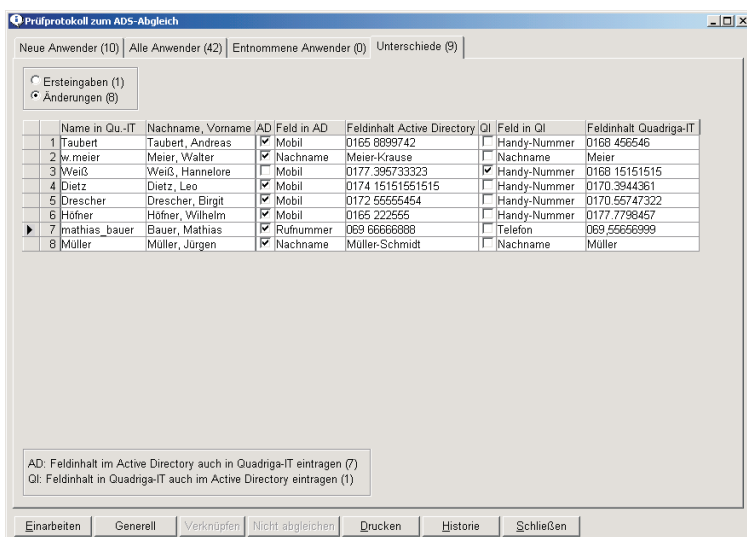 Prüfprotokoll zum ADS-Abgleich
Neue Anwender (10) Alle Anwender (42) Entnommene Anwender (0) Unterschiede (9)
Ersteingaben (1)
Änderungen (8)
Name in Qu.-IT Nachname, Vorname AD Feld in AD Feldinhalt Active Directory QI Feld in QI Feldinhalt Quadriga-IT
1 Taubert Taubert, Andreas Mobil 0165 8899742 Handy-Nummer 0168 456546
2 w.meier Meier, Walter Nachname Meier-Krause Nachname Meier
3 Weiß Weiß, Hannelore Mobil 0177.395733323 Handy-Nummer 0168 15151515
4 Dietz Dietz, Leo Mobil 0174 15151551515 Handy-Nummer 0170.3944361
5 Drescher Drescher, Birgit Mobil 0172 55555454 Handy-Nummer 0170.55747322
6 Höfner Höfner, Wilhelm Mobil 0165 222555 Handy-Nummer 0177.7798457
7 mathias_bauer Bauer, Mathias Rufnummer 069 66666888 Telefon 069,55656999
8 Müller Müller, Jürgen Nachname Müller-Schmidt Nachname Müller
AD: Feldinhalt im Active Directory auch in Quadriga-IT eintragen (7)
QI: Feldinhalt in Quadriga-IT auch im Active Directory eintragen (1)
Einarbeiten Generell Verknüpfen Nicht abgleichen Drucken Historie Schließen